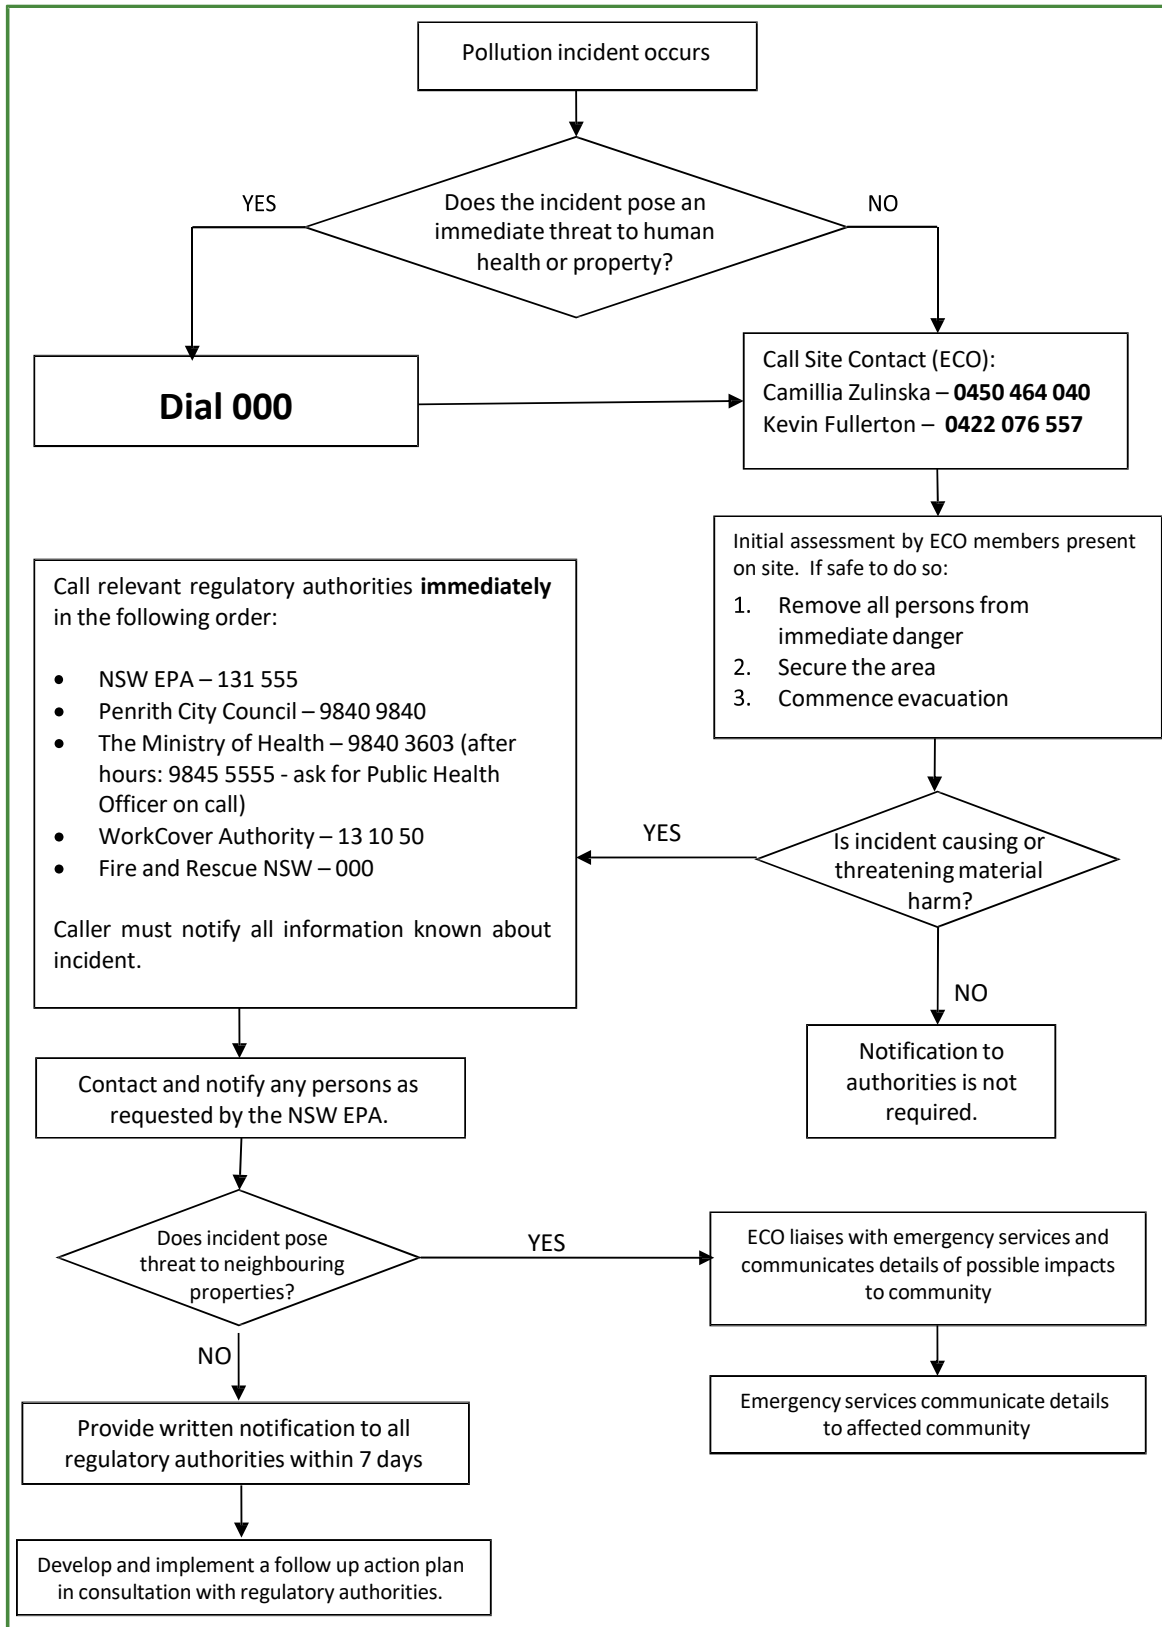 Pollution incident occurs
Does the incident pose an
immediate threat to human
health or property?
YES
NO
Dial 000
Call Site Contact (ECO):
Camillia Zulinska – 0450 464 040
Kevin Fullerton – 0422 076 557
Initial assessment by ECO members present
on site. If safe to do so:
1. Remove all persons from
immediate danger
2. Secure the area
3. Commence evacuation
Is incident causing or
threatening material
harm?
YES
NO
Notification to
authorities is not
required.
Call relevant regulatory authorities immediately
in the following order:
• NSW EPA – 131 555
• Penrith City Council – 9840 9840
• The Ministry of Health – 9840 3603 (after
hours: 9845 5555 - ask for Public Health
Officer on call)
• WorkCover Authority – 13 10 50
• Fire and Rescue NSW – 000
Caller must notify all information known about
incident.
Contact and notify any persons as
requested by the NSW EPA.
Does incident pose
threat to neighbouring
properties?
YES
ECO liaises with emergency services and
communicates details of possible impacts
to community
Emergency services communicate details
to affected community
NO
Provide written notification to all
regulatory authorities within 7 days
Develop and implement a follow up action plan
in consultation with regulatory authorities.